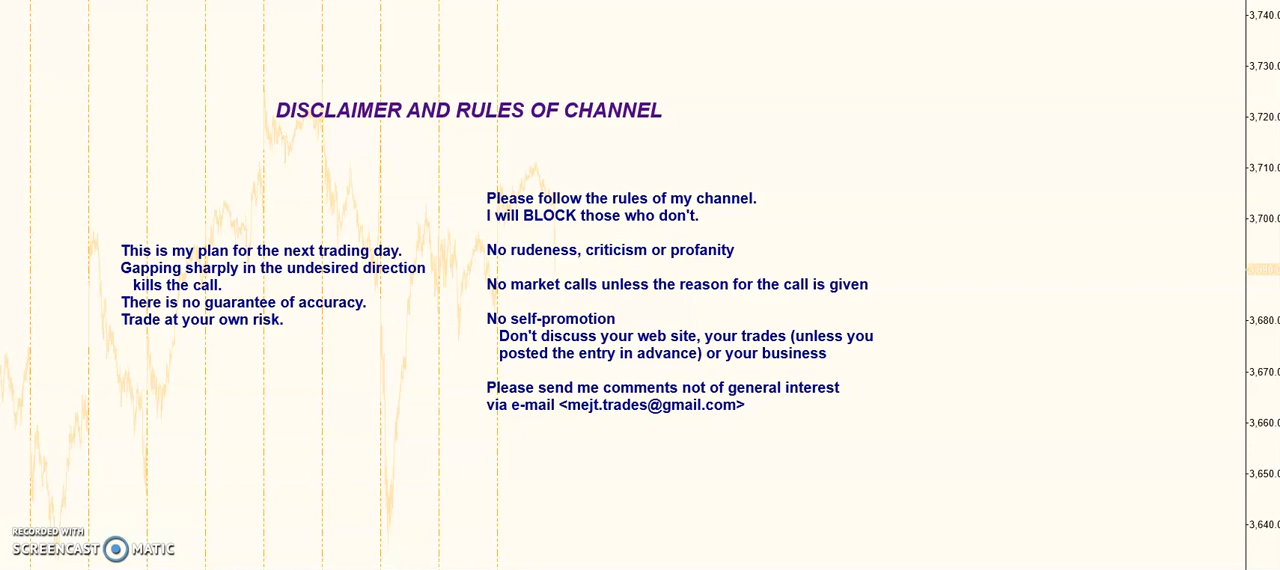 DISCLAIMER AND RULES OF CHANNEL
This is my plan for the next trading day.
Gapping sharply in the undesired direction
kills the call.
There is no guarantee of accuracy.
Trade at your own risk.
Please follow the rules of my channel.
I will BLOCK those who don't.
No rudeness, criticism or profanity
No market calls unless the reason for the call is given
No self-promotion
Don't discuss your web site, your trades (unless you
posted the entry in advance) or your business
Please send me comments not of general interest
via e-mail <mejt.trades@gmail.com>
3,740.0
3,730.0
3,720.0
3,710.0
3,700.0
3,680.0
3,670.0
3,660.0
3,650.0
3,640.0
RECORDED WITH
SCREENCAST MATIC